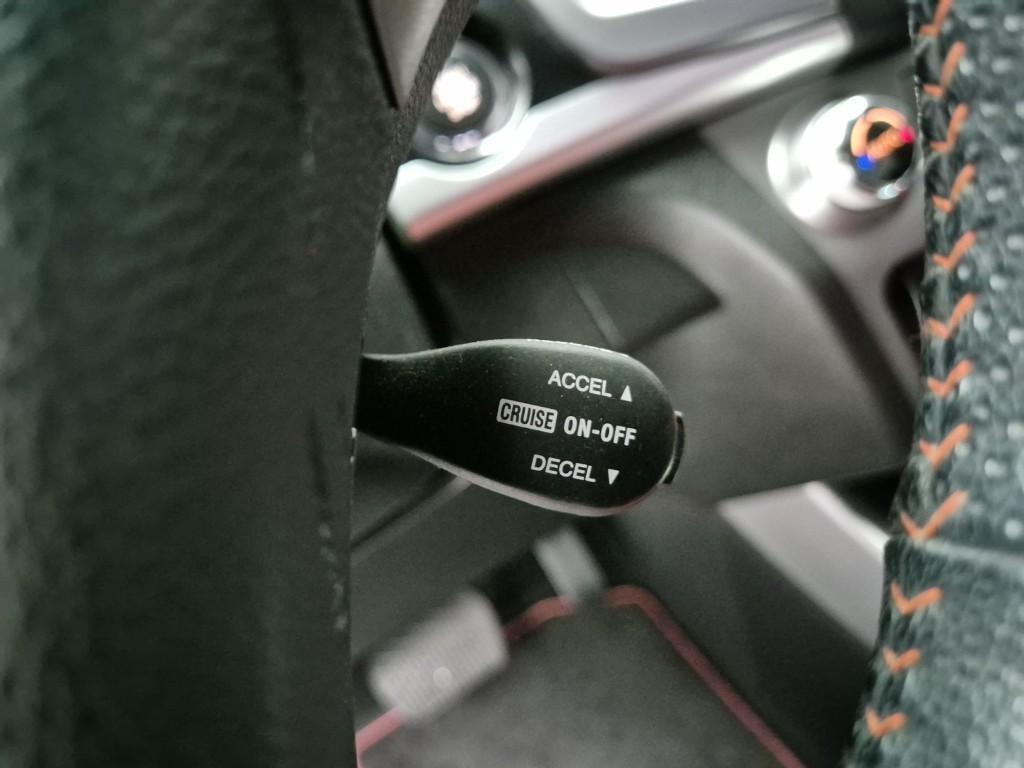 ACCEL ▲
CRUISE ON-OFF
DECEL ▼